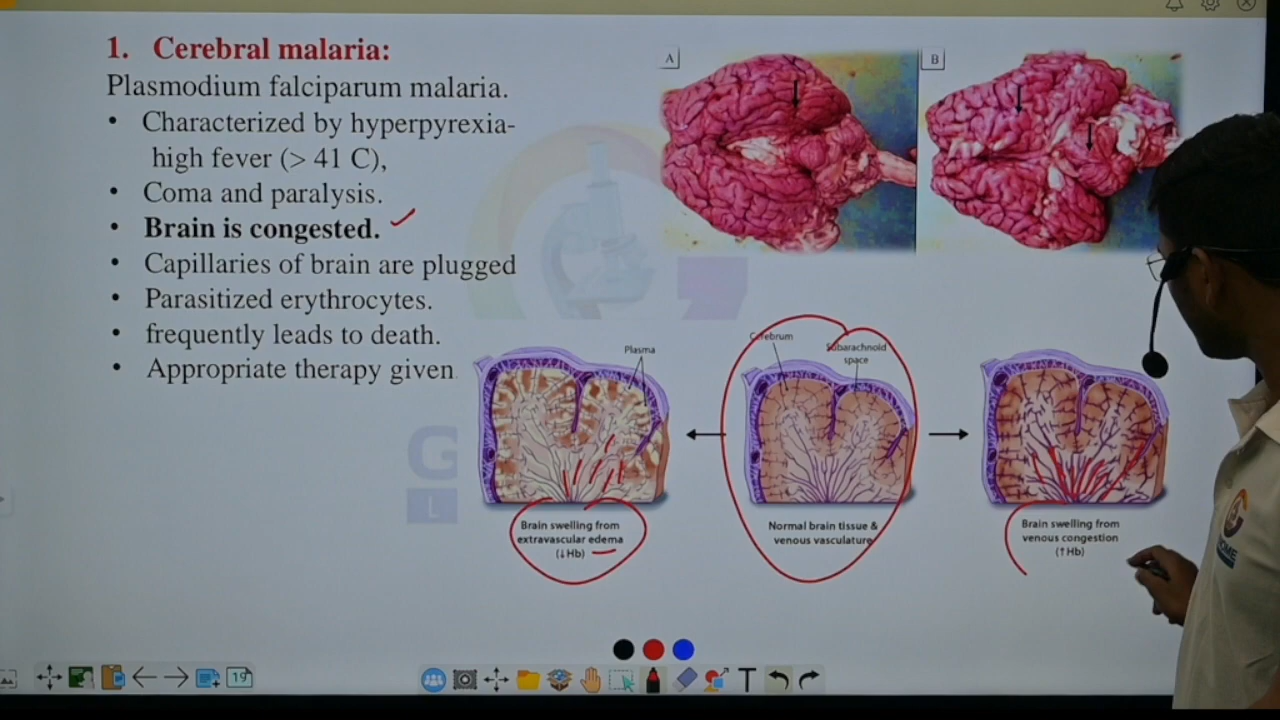 1. Cerebral malaria:
Plasmodium falciparum malaria.
• Characterized by hyperpyrexia-
high fever (> 41 C),
• Coma and paralysis.
• Brain is congested.
• Capillaries of brain are plugged
• Parasitized erythrocytes.
• frequently leads to death.
• Appropriate therapy given
A
B
Plasma
Cerebrum
Subarachnoid
space
Brain swelling from
extravascular edema
(↓Hb)
Normal brain tissue &
venous vasculature
Brain swelling from
venous congestion
(↑Hb)
G
L
19
T